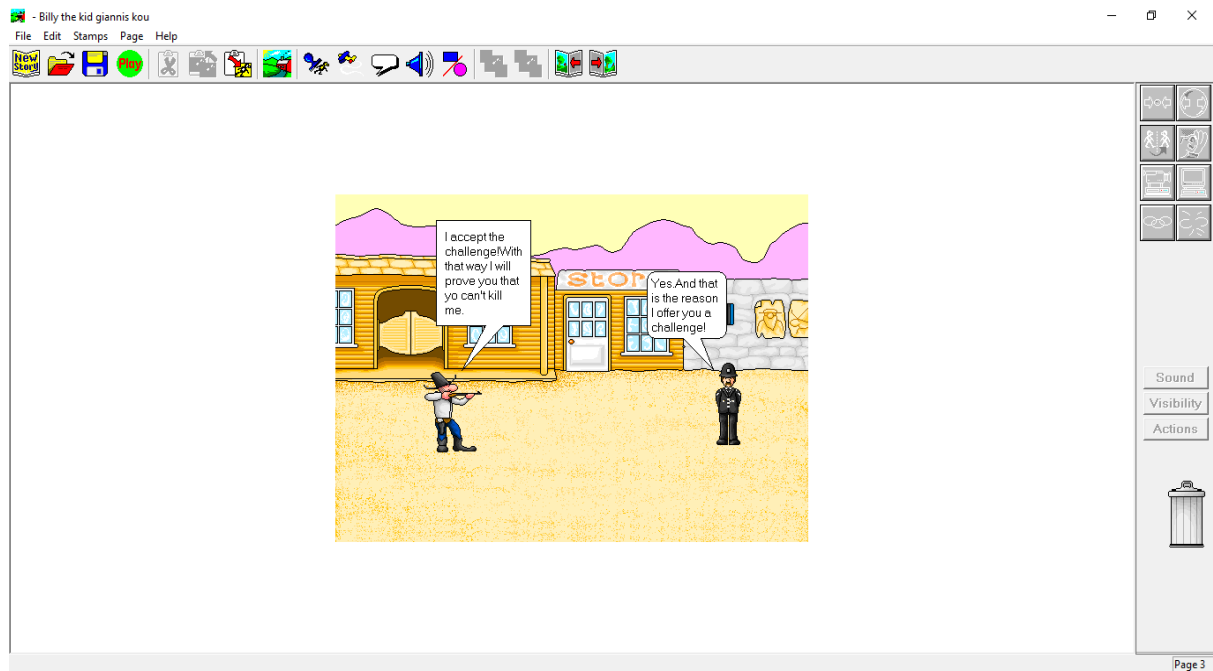 - Billy the kid giannis kou
File Edit Stamps Page Help
New
Story
Play
I accept the
challenge!With
that way I will
prove you that
yo can't kill
me.
Stor
Yes.And that
is the reason
I offer you a
challenge!
Sound
Visibility
Actions
Page 3